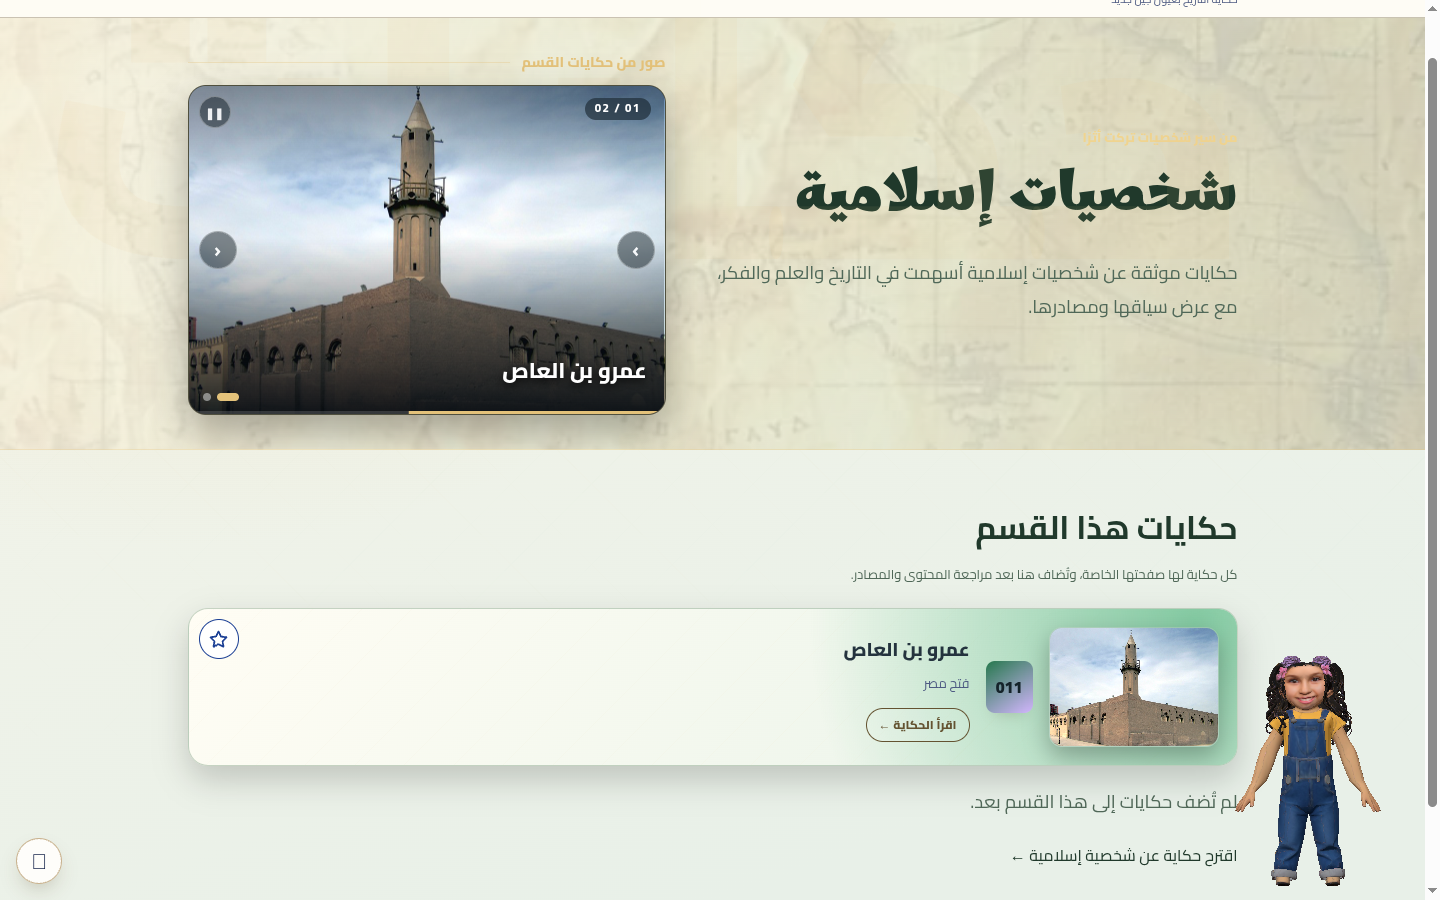 حكاية التاريخ بعيون جيل جديد
شخصيات إسلامية
حكايات موثقة عن شخصيات إسلامية أسهمت في التاريخ والعلم والفكر،
مع عرض سياقها ومصادرها.
صور من حكايات القسم
02 / 01
عمرو بن العاص
حكايات هذا القسم
كل حكاية لها صفحتها الخاصة، وتُضاف هنا بعد مراجعة المحتوى والمصادر.
011
عمرو بن العاص
فتح مصر
اقرأ الحكاية ←
لم تُضف حكايات إلى هذا القسم بعد.
اقترح حكاية عن شخصية إسلامية ←